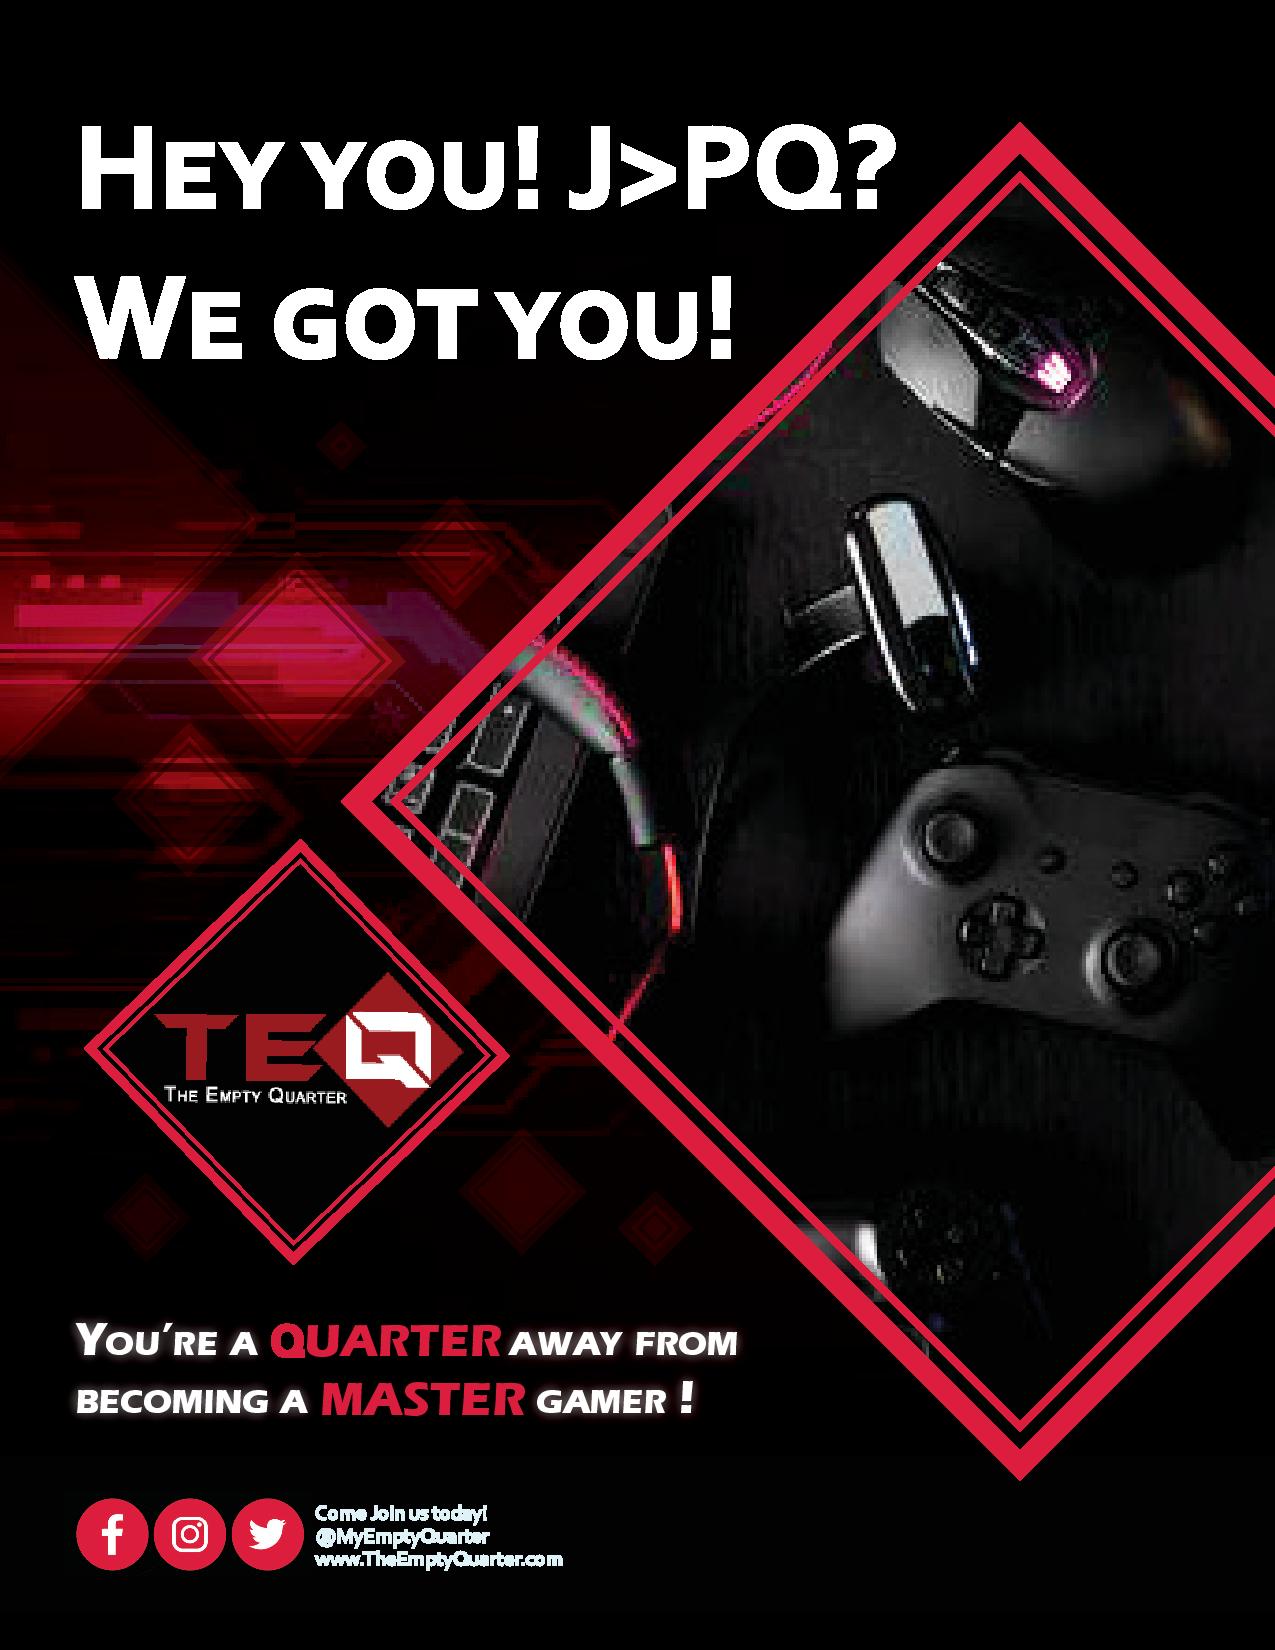 HEY YOU! J>PQ?
WE GOT YOU!
TEQ
THE EMPTY QUARTER
YOU'RE A QUARTER AWAY FROM
BECOMING A MASTER GAMER !
Come Join us today!
@MyEmptyQuarter
www.TheEmptyQuarter.com